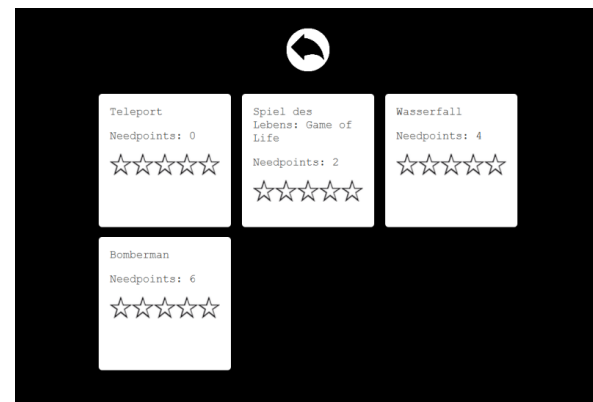 Teleport
Needpoints: 0
Spiel des
Lebens: Game of
Life
Needpoints: 2
Wasserfall
Needpoints: 4
Bomberman
Needpoints: 6